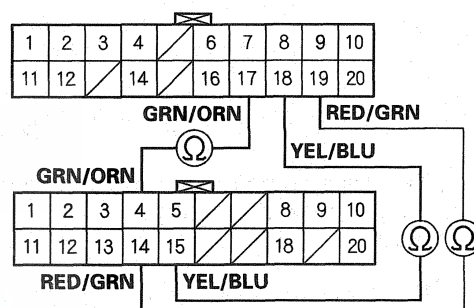 1 2 3 4 6 7 8 9 10
11 12 14 16 17 18 19 20
GRN/ORN RED/GRN
Ω YEL/BLU
GRN/ORN
1 2 3 4 5 8 9 10
Ω Ω
11 12 13 14 15 18 20
RED/GRN YEL/BLU